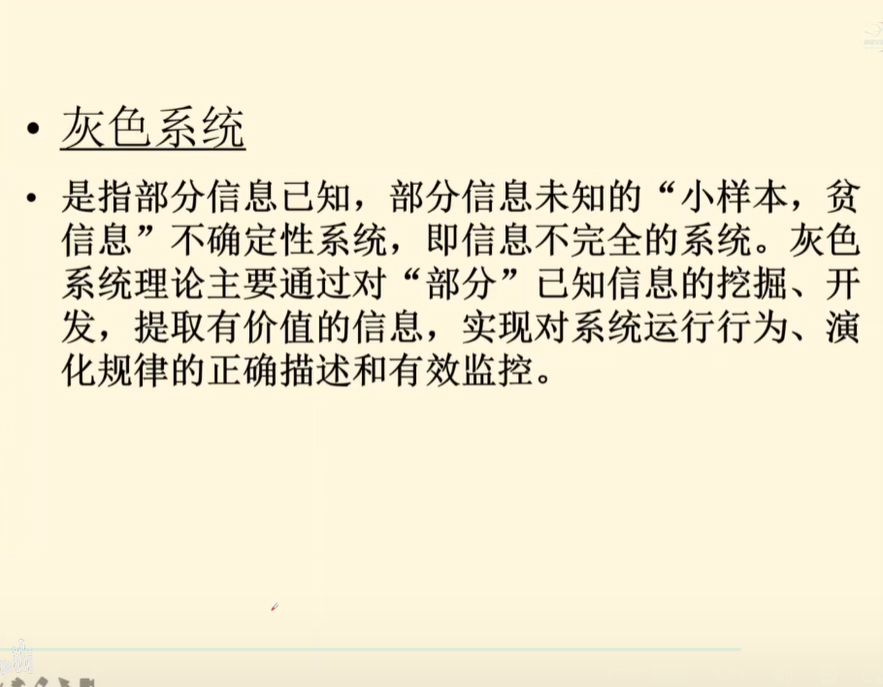 • 灰色系统
• 是指部分信息已知，部分信息未知的“小样本，贫
信息”不确定性系统，即信息不完全的系统。灰色
系统理论主要通过对“部分”已知信息的挖掘、开
发，提取有价值的信息，实现对系统运行行为、演
化规律的正确描述和有效监控。